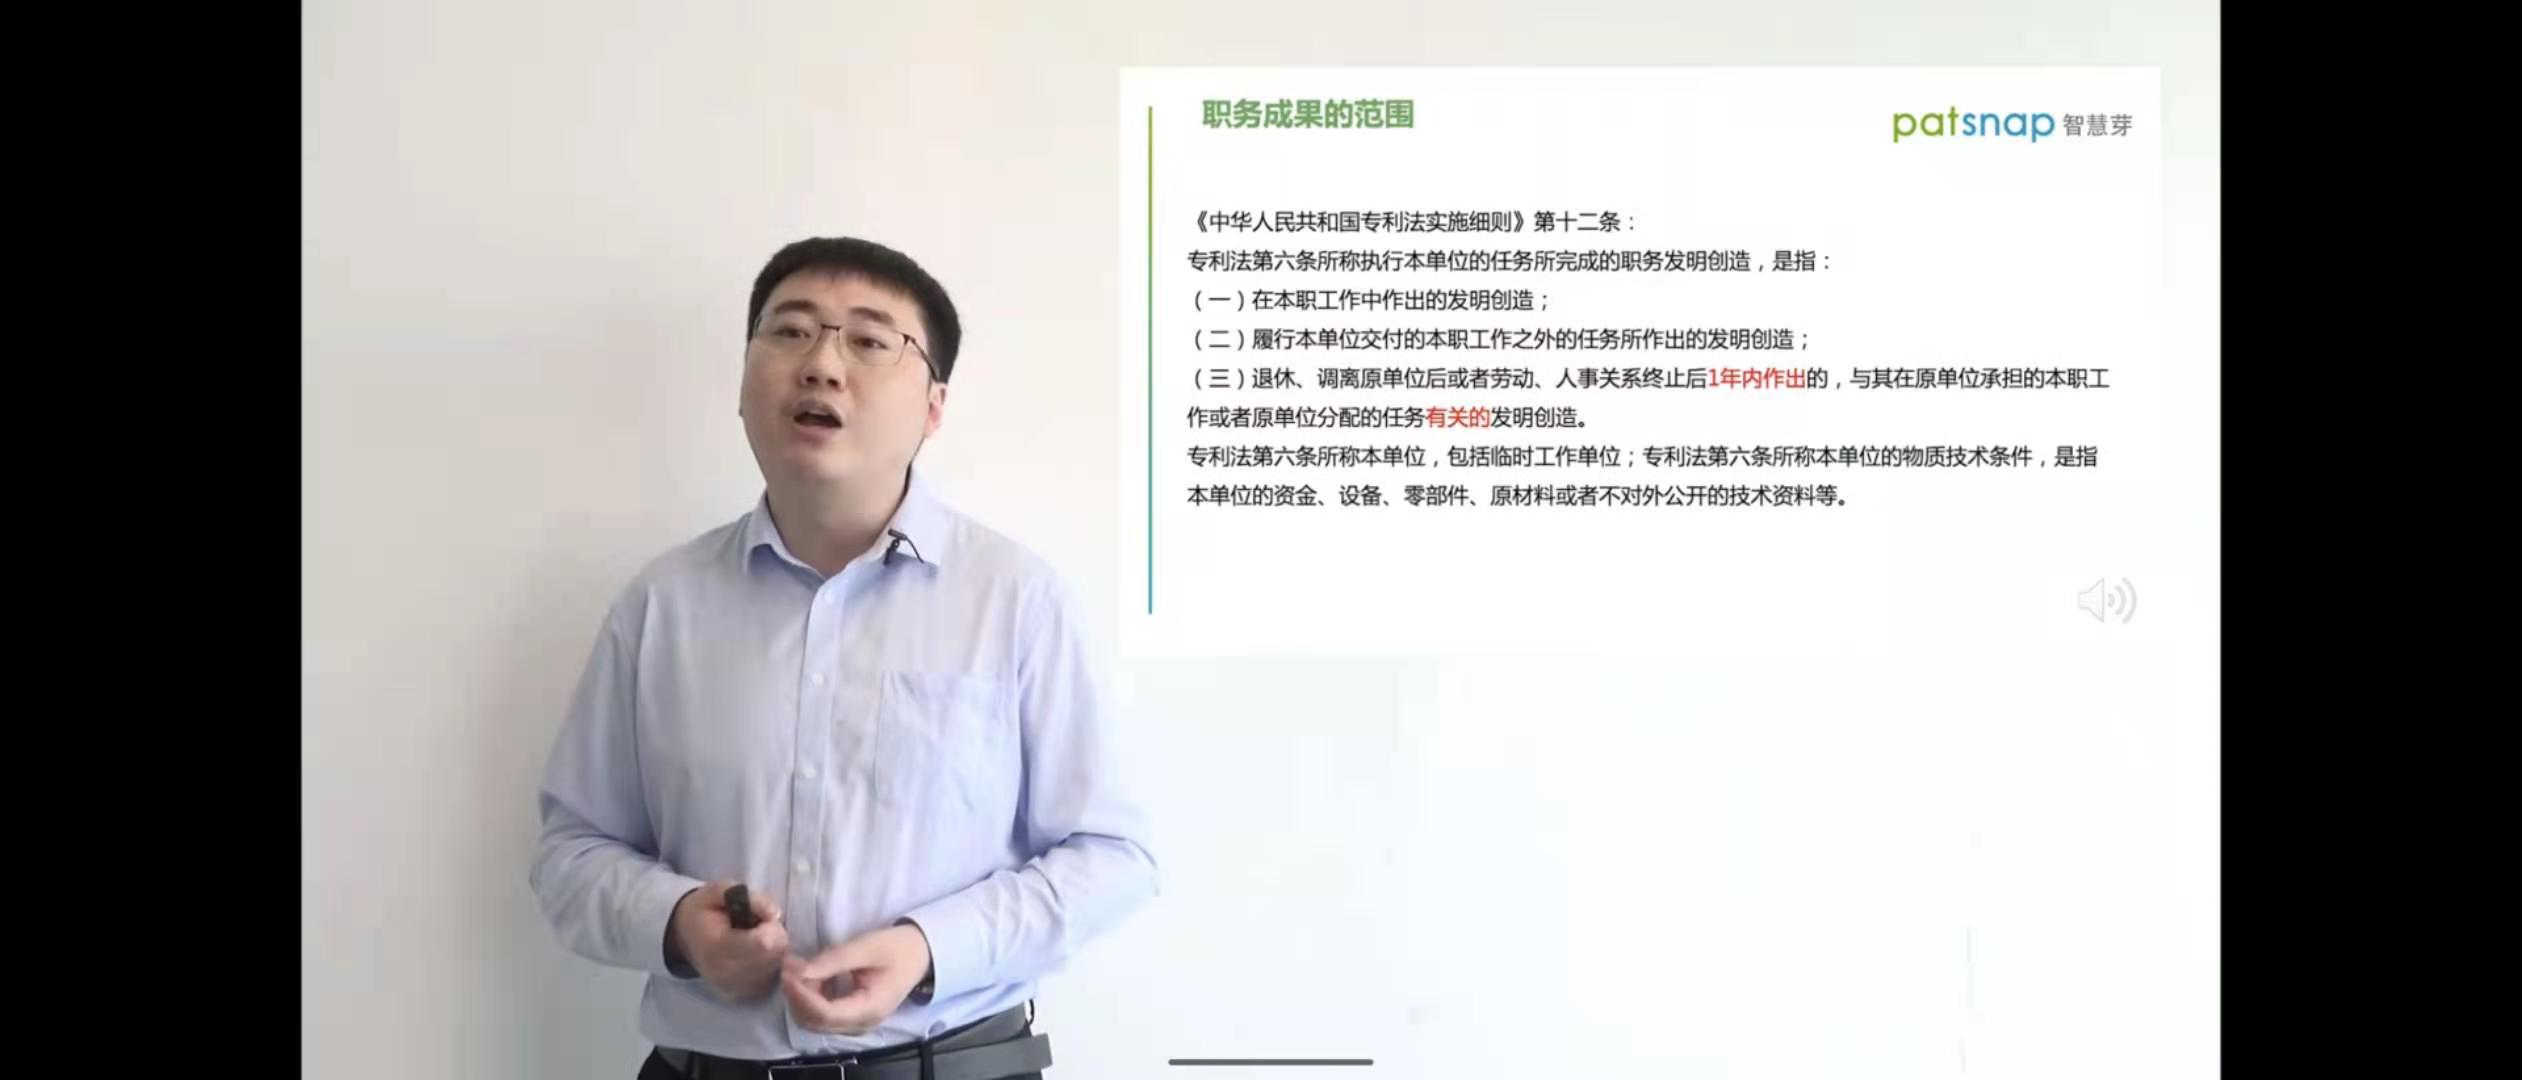 职务成果的范围
patsnap 智慧芽
《中华人民共和国专利法实施细则》第十二条：
专利法第六条所称执行本单位的任务所完成的职务发明创造，是指：
（一）在本职工作中作出的发明创造；
（二）履行本单位交付的本职工作之外的任务所作出的发明创造；
（三）退休、调离原单位后或者劳动、人事关系终止后1年内作出的，与其在原单位承担的本职工
作或者原单位分配的任务有关的发明创造。
专利法第六条所称本单位，包括临时工作单位；专利法第六条所称本单位的物质技术条件，是指
本单位的资金、设备、零部件、原材料或者不对外公开的技术资料等。